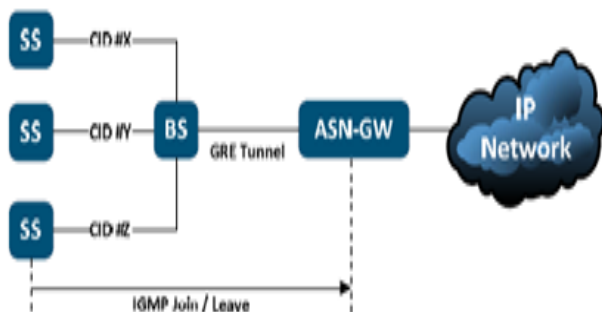 SS
CID #X
SS
CID #Y
BS
GRE Tunnel
ASN-GW
IP
Network
SS
CID #Z
IGMP Join / Leave